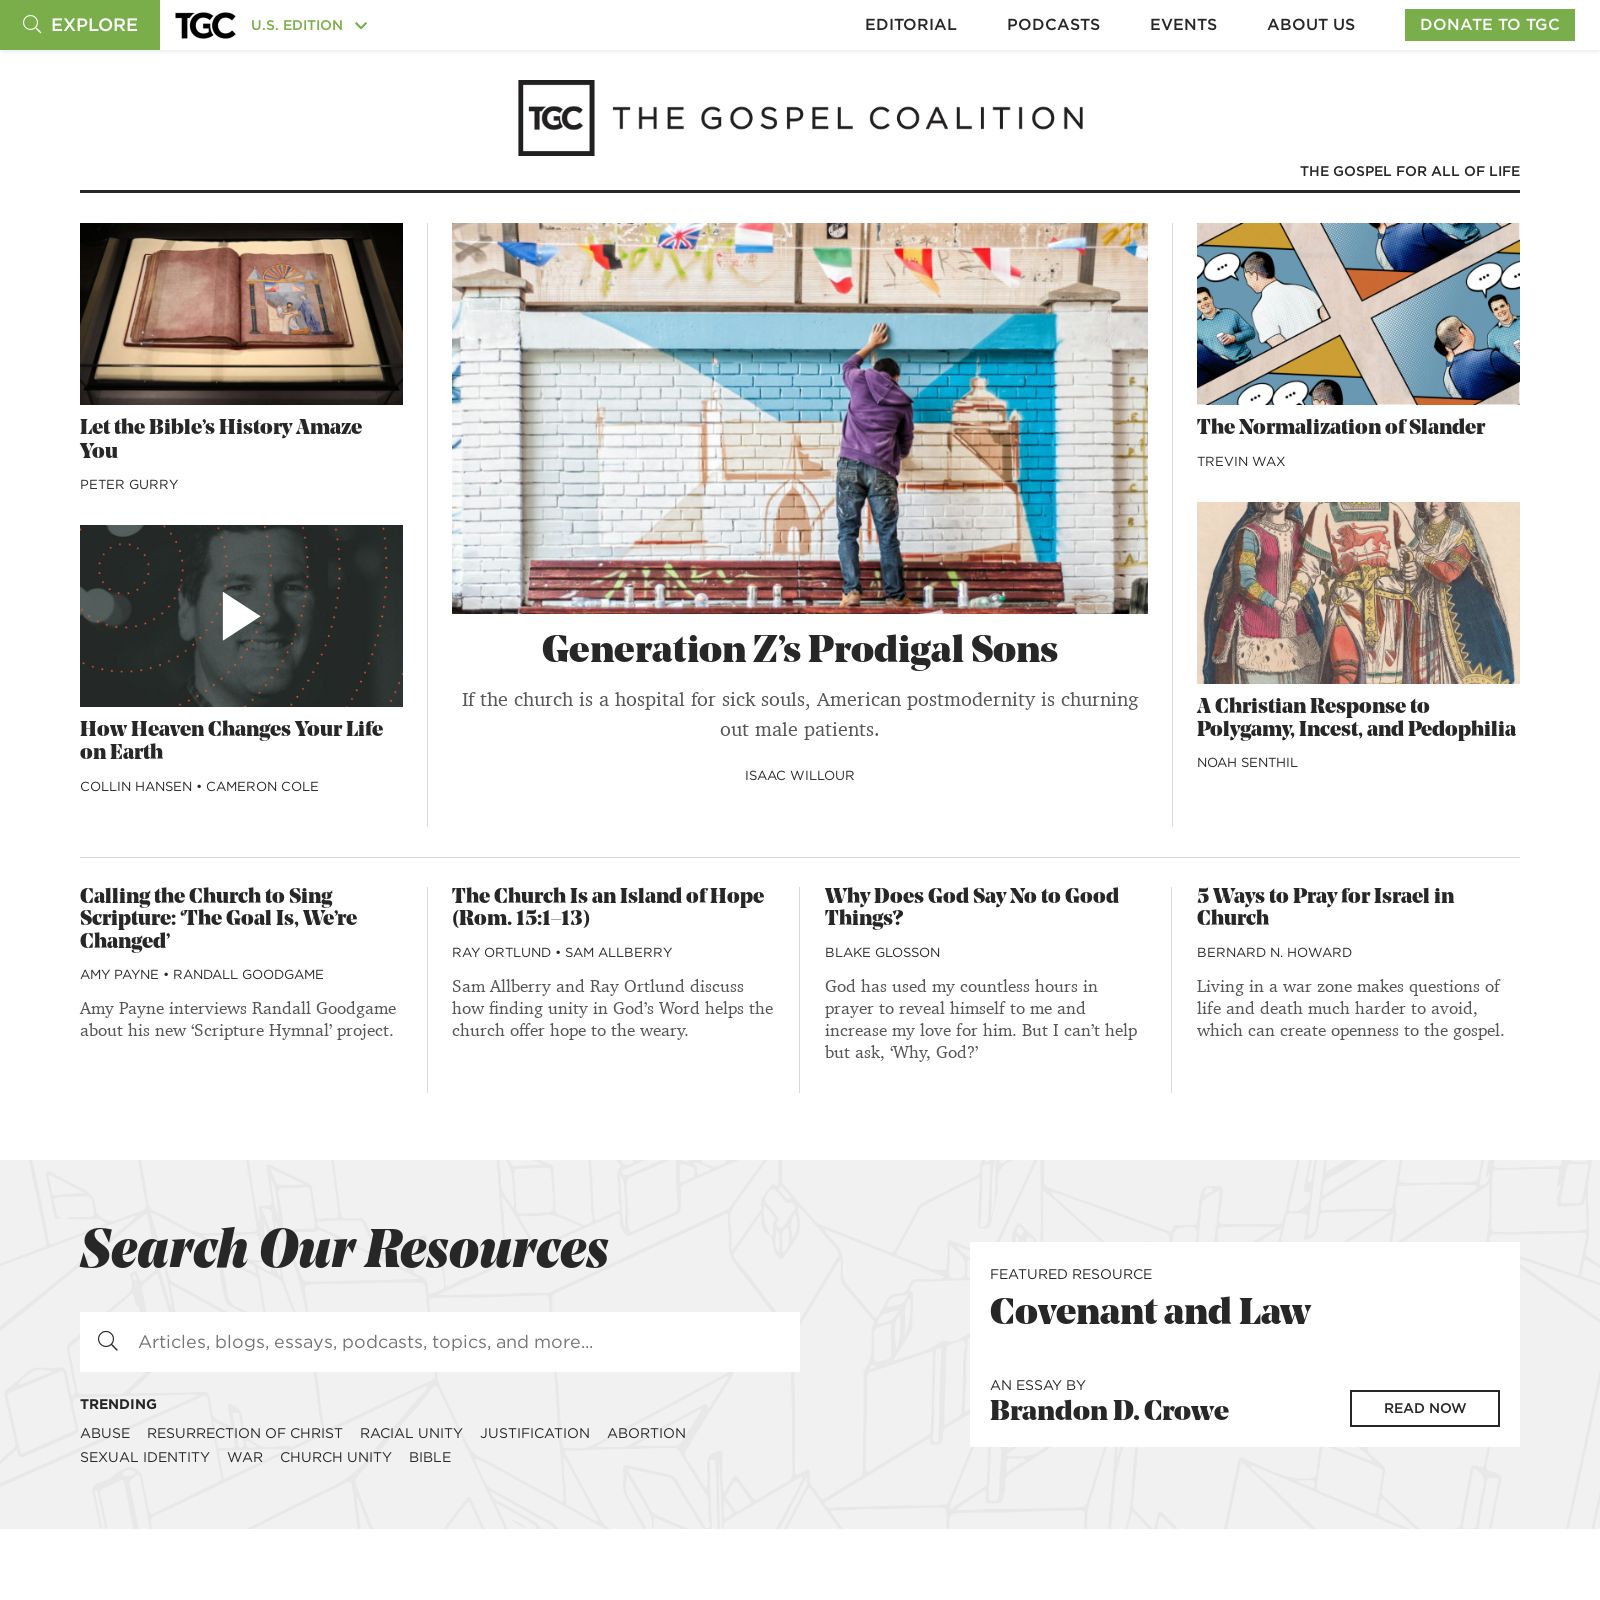 EXPLORE
TGC
U.S. EDITION
EDITORIAL
PODCASTS
EVENTS
ABOUT US
DONATE TO TGC
TGC
THE GOSPEL COALITION
THE GOSPEL FOR ALL OF LIFE
Let the Bible’s History Amaze
You
PETER GURRY
How Heaven Changes Your Life
on Earth
COLLIN HANSEN • CAMERON COLE
Generation Z’s Prodigal Sons
If the church is a hospital for sick souls, American postmodernity is churning
out male patients.
ISAAC WILLOUR
The Normalization of Slander
TREVIN WAX
A Christian Response to
Polygamy, Incest, and Pedophilia
NOAH SENTHIL
Calling the Church to Sing
Scripture: ‘The Goal Is, We’re
Changed’
AMY PAYNE • RANDALL GOODGAME
Amy Payne interviews Randall Goodgame
about his new ‘Scripture Hymnal’ project.
The Church Is an Island of Hope
(Rom. 15:1–13)
RAY ORTLUND • SAM ALLBERRY
Sam Allberry and Ray Ortlund discuss
how finding unity in God’s Word helps the
church offer hope to the weary.
Why Does God Say No to Good
Things?
BLAKE GLOSSON
God has used my countless hours in
prayer to reveal himself to me and
increase my love for him. But I can’t help
but ask, ‘Why, God?’
5 Ways to Pray for Israel in
Church
BERNARD N. HOWARD
Living in a war zone makes questions of
life and death much harder to avoid,
which can create openness to the gospel.
Search Our Resources
Articles, blogs, essays, podcasts, topics, and more...
TRENDING
ABUSE RESURRECTION OF CHRIST RACIAL UNITY JUSTIFICATION ABORTION
SEXUAL IDENTITY WAR CHURCH UNITY BIBLE
FEATURED RESOURCE
Covenant and Law
AN ESSAY BY
Brandon D. Crowe
READ NOW